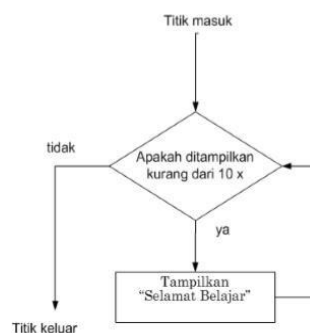 Titik masuk
tidak
Apakah ditampilkan
kurang dari 10 x
ya
Tampilkan
“Selamat Belajar”
Titik keluar